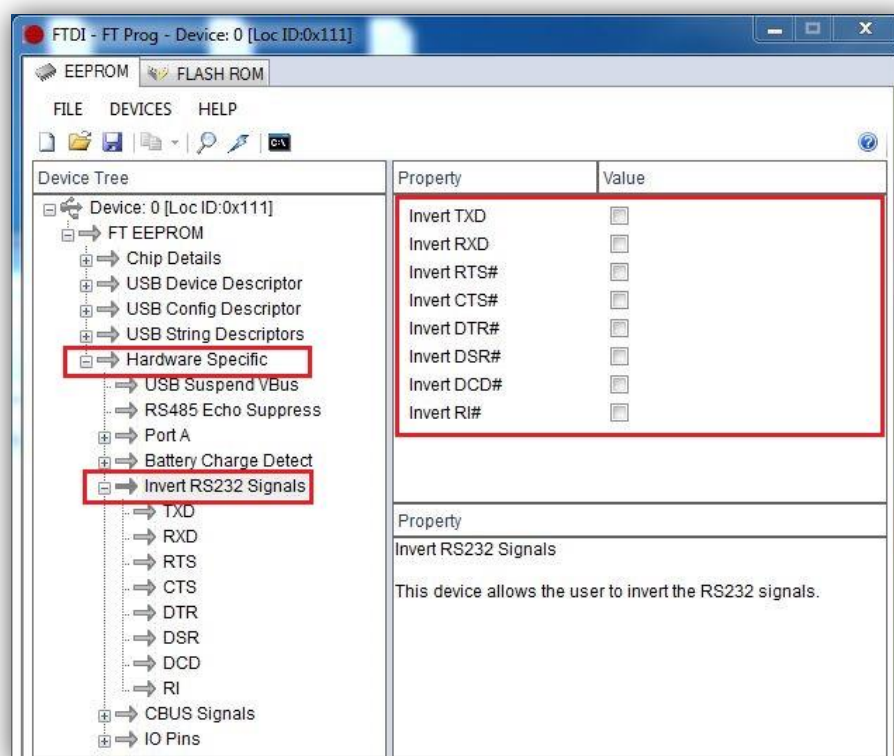 FTDI - FT Prog - Device: 0 [Loc ID:0x111]
EEPROM FLASH ROM
FILE DEVICES HELP
C:\
Device Tree
Device: 0 [Loc ID:0x111]
FT EEPROM
Chip Details
USB Device Descriptor
USB Config Descriptor
USB String Descriptors
Hardware Specific
USB Suspend VBus
RS485 Echo Suppress
Port A
Battery Charge Detect
Invert RS232 Signals
TXD
RXD
RTS
CTS
DTR
DSR
DCD
RI
CBUS Signals
IO Pins
Property Value
Invert TXD
Invert RXD
Invert RTS#
Invert CTS#
Invert DTR#
Invert DSR#
Invert DCD#
Invert RI#
Property
Invert RS232 Signals
This device allows the user to invert the RS232 signals.